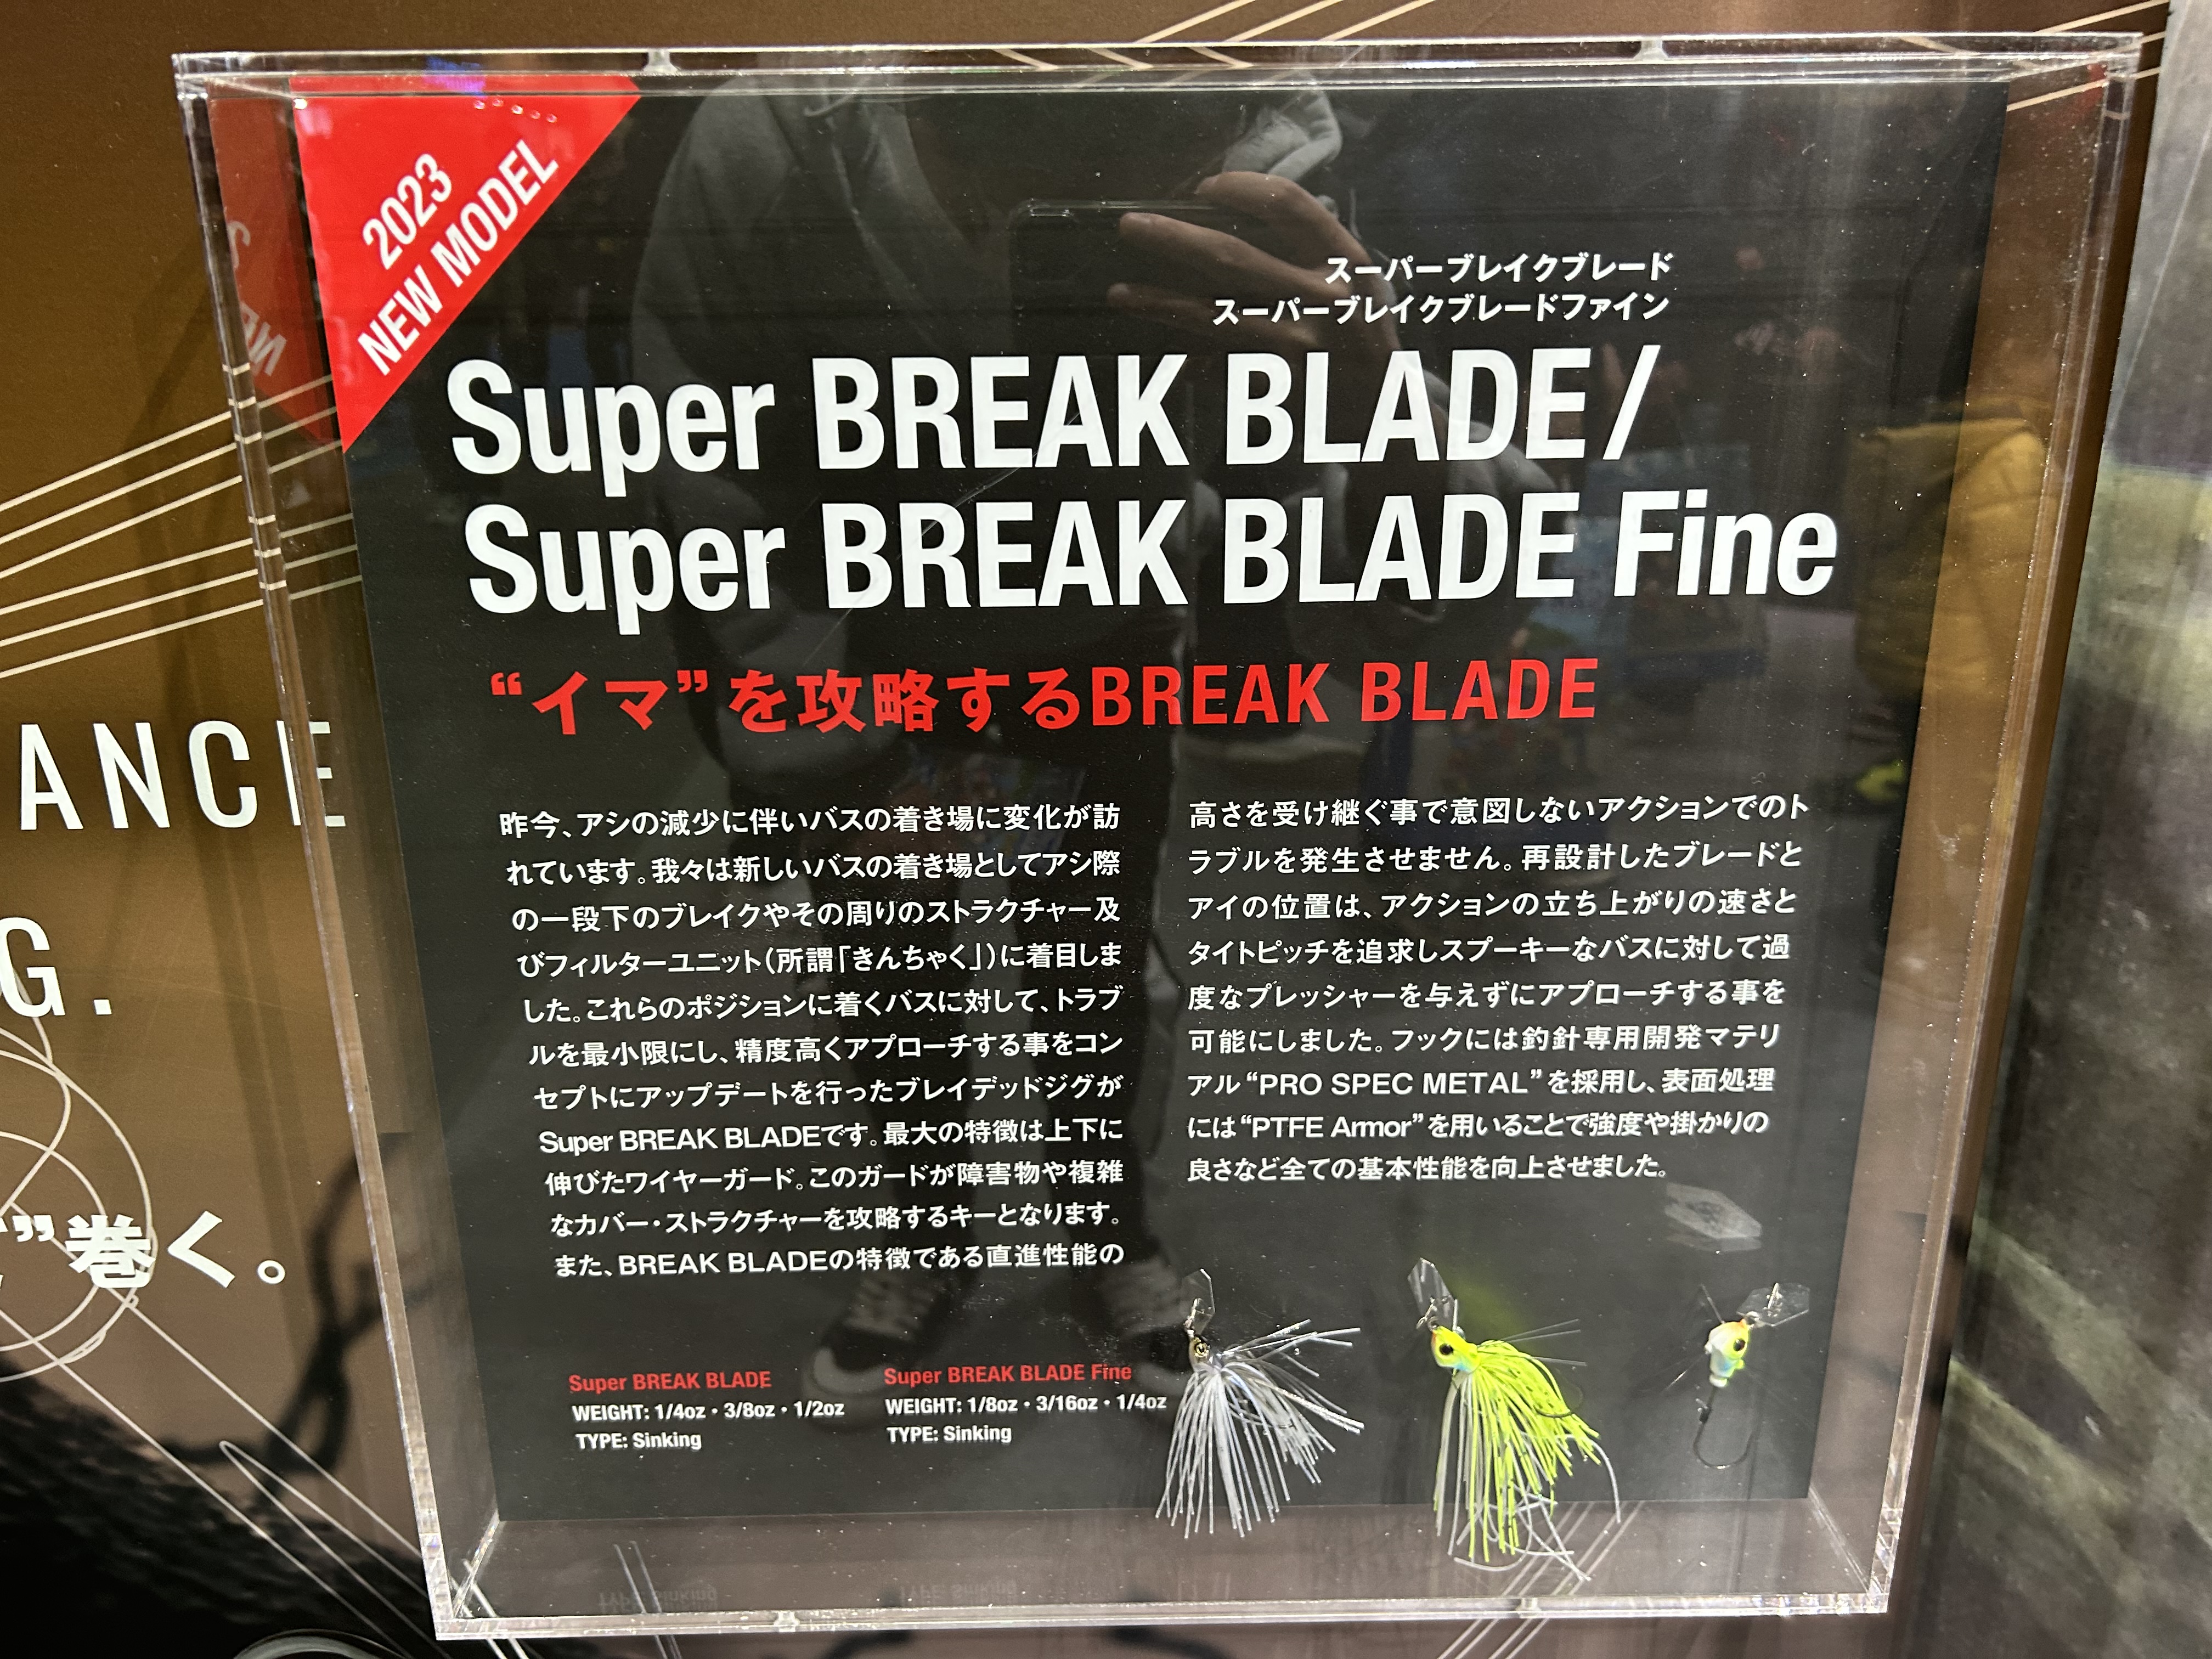 2023
NEW MODEL
スーパーブレイクブレード
スーパーブレイクブレードファイン
Super BREAK BLADE /
Super BREAK BLADE Fine
“イマ”を攻略するBREAK BLADE
昨今、アシの減少に伴いバスの着き場に変化が訪
れています。我々は新しいバスの着き場としてアシ際
の一段下のブレイクやその周りのストラクチャー及
びフィルターユニット(所謂「きんちゃく」)に着目しま
した。これらのポジションに着くバスに対して、トラブ
ルを最小限にし、精度高くアプローチする事をコン
セプトにアップデートを行ったブレイデッドジグが
Super BREAK BLADEです。最大の特徴は上下に
伸びたワイヤーガード。このガードが障害物や複雑
なカバー・ストラクチャーを攻略するキーとなります。
また、BREAK BLADEの特徴である直進性能の
高さを受け継ぐ事で意図しないアクションでのト
ラブルを発生させません。再設計したブレードと
アイの位置は、アクションの立ち上がりの速さと
タイトピッチを追求しスプーキーなバスに対して過
度なプレッシャーを与えずにアプローチする事を
可能にしました。フックには釣針専用開発マテリ
アル“PRO SPEC METAL”を採用し、表面処理
には“PTFE Armor”を用いることで強度や掛かりの
良さなど全ての基本性能を向上させました。
Super BREAK BLADE
WEIGHT: 1/4oz・3/8oz・1/2oz
TYPE: Sinking
Super BREAK BLADE Fine
WEIGHT: 1/8oz・3/16oz・1/4oz
TYPE: Sinking
ANCE
G.
”巻く。